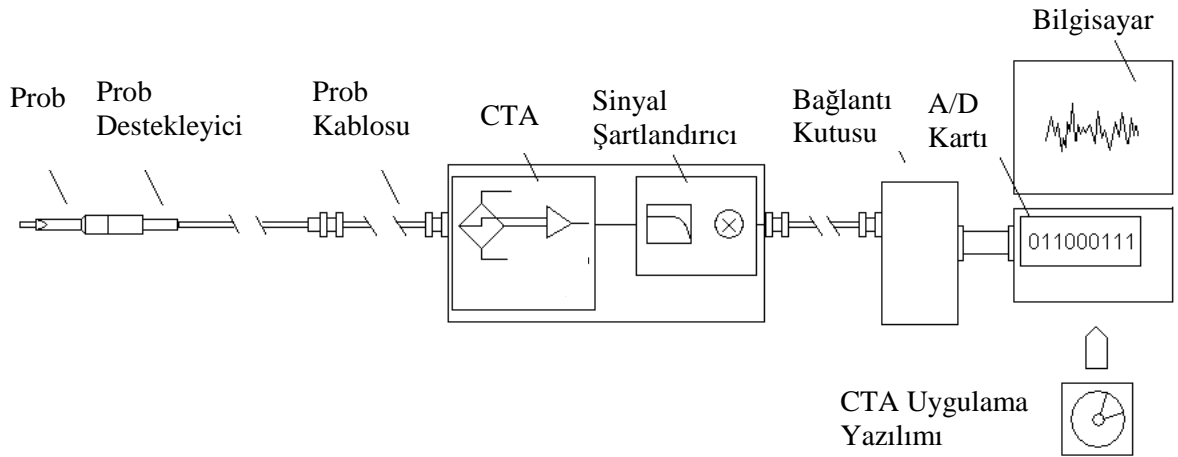 Bilgisayar
Prob
Prob
Destekleyici
Prob
Kablosu
CTA
Sinyal
Şartlandırıcı
Bağlantı
Kutusu
A/D
Kartı
011000111
CTA Uygulama
Yazılımı